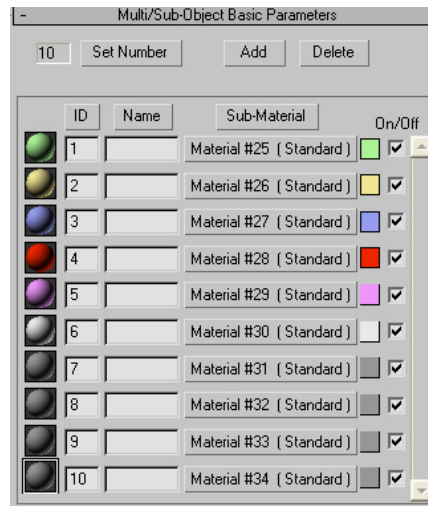 - Multi/Sub-Object Basic Parameters
10 Set Number Add Delete
ID Name Sub-Material On/Off
1 Material #25 ( Standard )
2 Material #26 ( Standard )
3 Material #27 ( Standard )
4 Material #28 ( Standard )
5 Material #29 ( Standard )
6 Material #30 ( Standard )
7 Material #31 ( Standard )
8 Material #32 ( Standard )
9 Material #33 ( Standard )
10 Material #34 ( Standard )